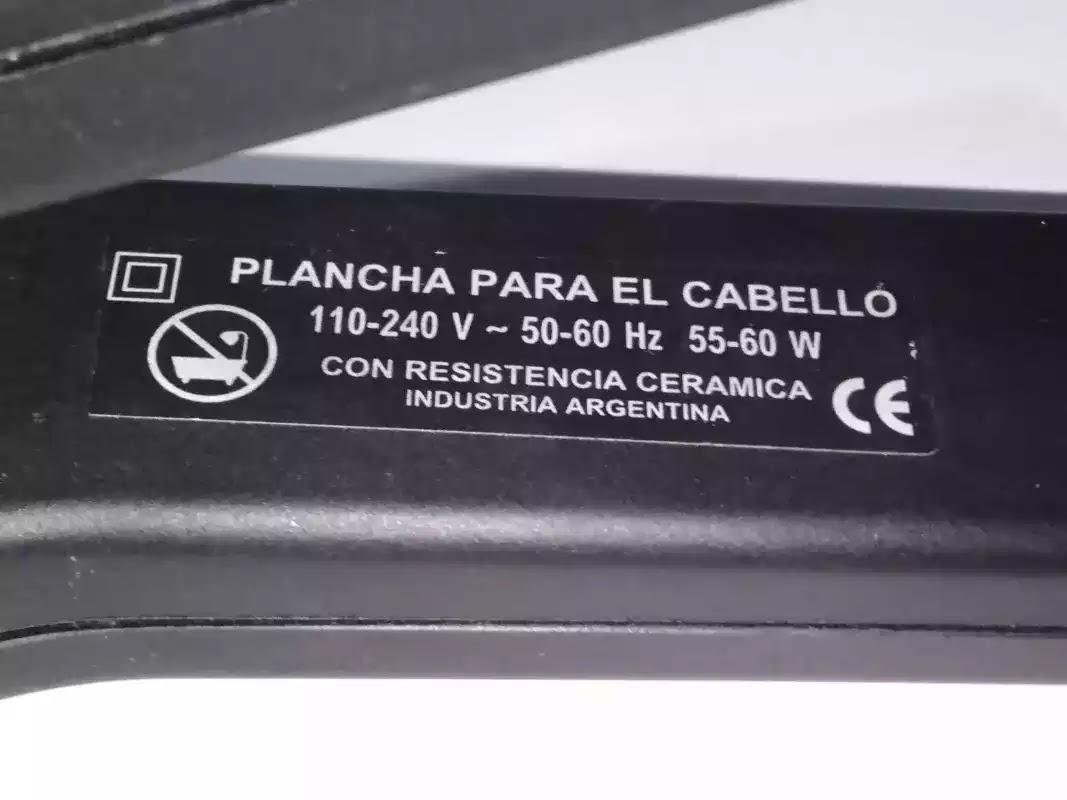 PLANCHA PARA EL CABELLO
110-240 V ~ 50-60 Hz 55-60 W
CON RESISTENCIA CERAMICA
INDUSTRIA ARGENTINA
CE